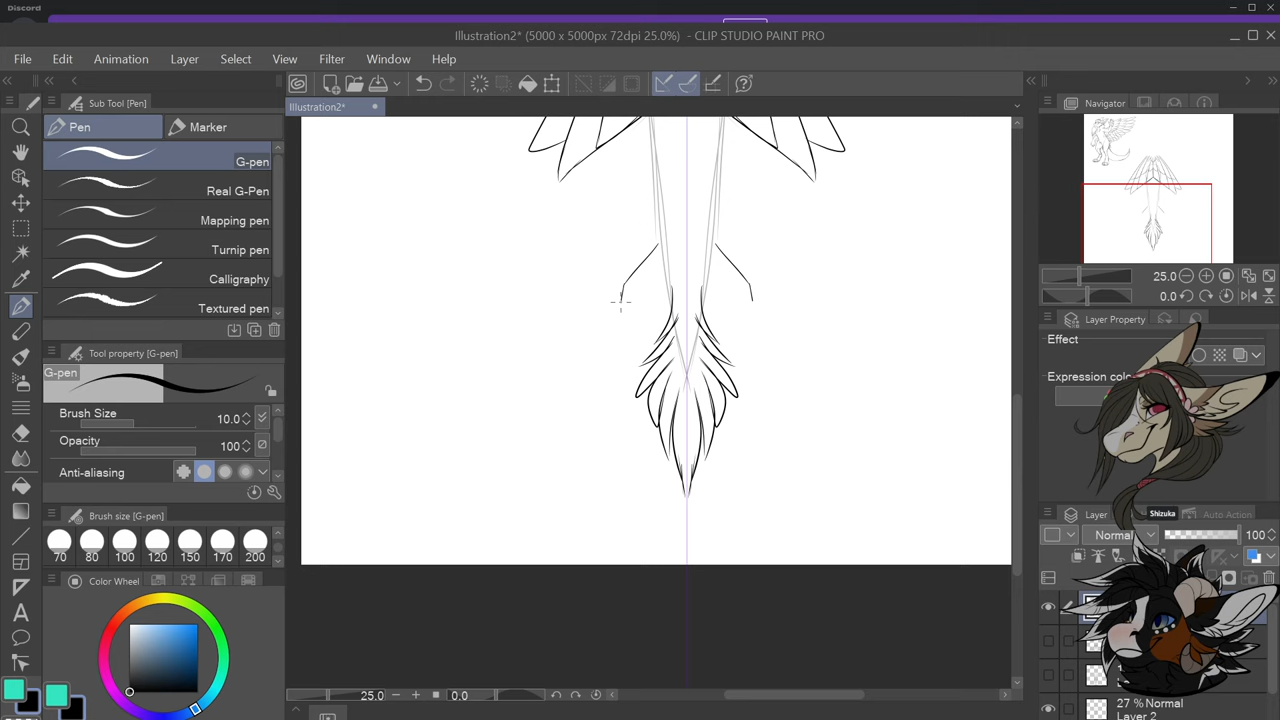 Discord
Illustration2* (5000 x 5000px 72dpi 25.0%) - CLIP STUDIO PAINT PRO
File Edit Animation Layer Select View Filter Window Help
Sub Tool [Pen]
Illustration2*
Navigator
Pen
Marker
G-pen
Real G-Pen
Mapping pen
Turnip pen
Calligraphy
Textured pen
25.0
0.0
Layer Property
Effect
Expression colo
Tool property [G-pen]
G-pen
Brush Size 10.0
Opacity 100
Anti-aliasing
Brush size [G-pen]
70 80 100 120 150 170 200
Color Wheel
Layer
Shizuka
Auto Action
Normal 100
25.0 0.0
27 % Normal
Layer 2